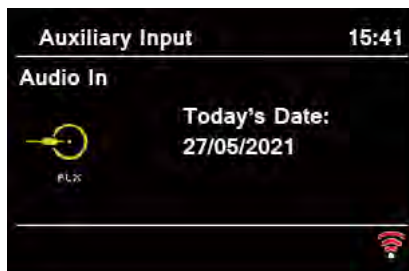 Auxiliary Input 15:41
Audio In
Today's Date:
27/05/2021
AUX